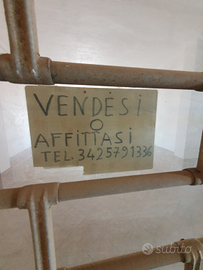 VENDESI
O
AFFITTASI
TEL. 3425791336
subito